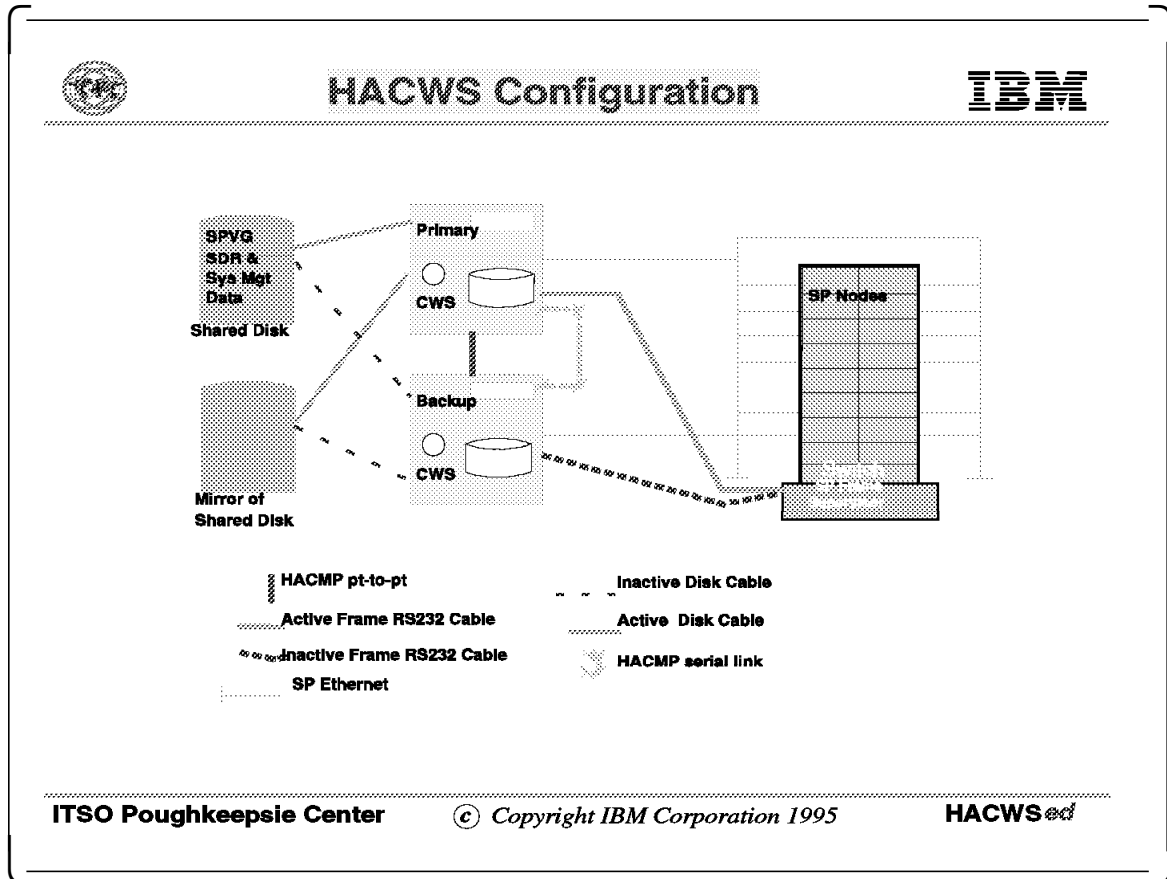 HACWS Configuration
IBM
SPVG
SDR &
Sys Mgt
Data
Shared Disk
Mirror of
Shared Disk
Primary
CWS
Backup
CWS
SP Nodes
HACMP pt-to-pt
Active Frame RS232 Cable
Inactive Frame RS232 Cable
SP Ethernet
Inactive Disk Cable
Active Disk Cable
HACMP serial link
ITSO Poughkeepsie Center
© Copyright IBM Corporation 1995
HACWSed